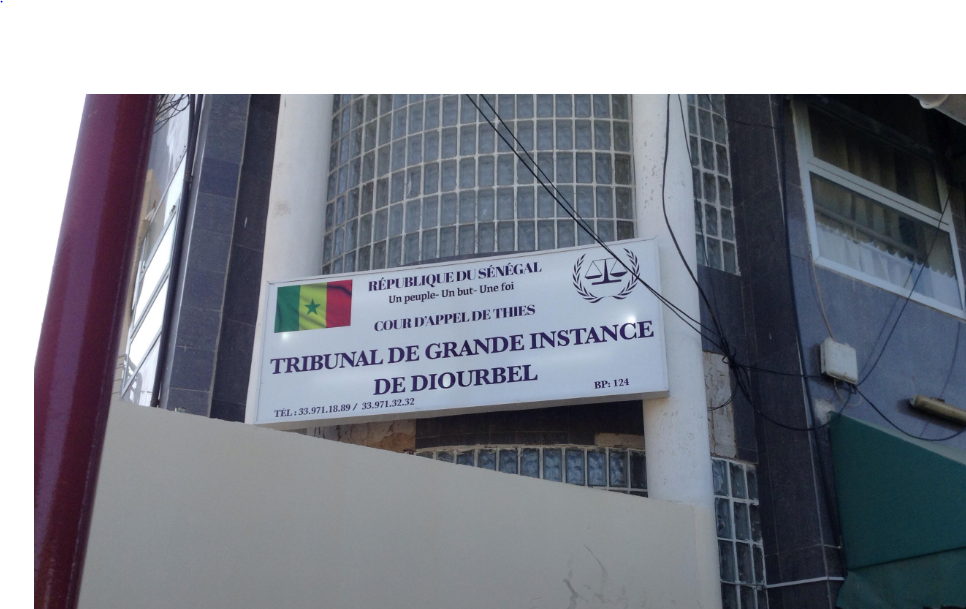 RÉPUBLIQUE DU SÉNÉGAL
Un peuple- Un but- Une foi
COUR D'APPEL DE THIES
TRIBUNAL DE GRANDE INSTANCE
DE DIOURBEL
BP: 124
TÉL : 33.971.18.89 / 33.971.32.32